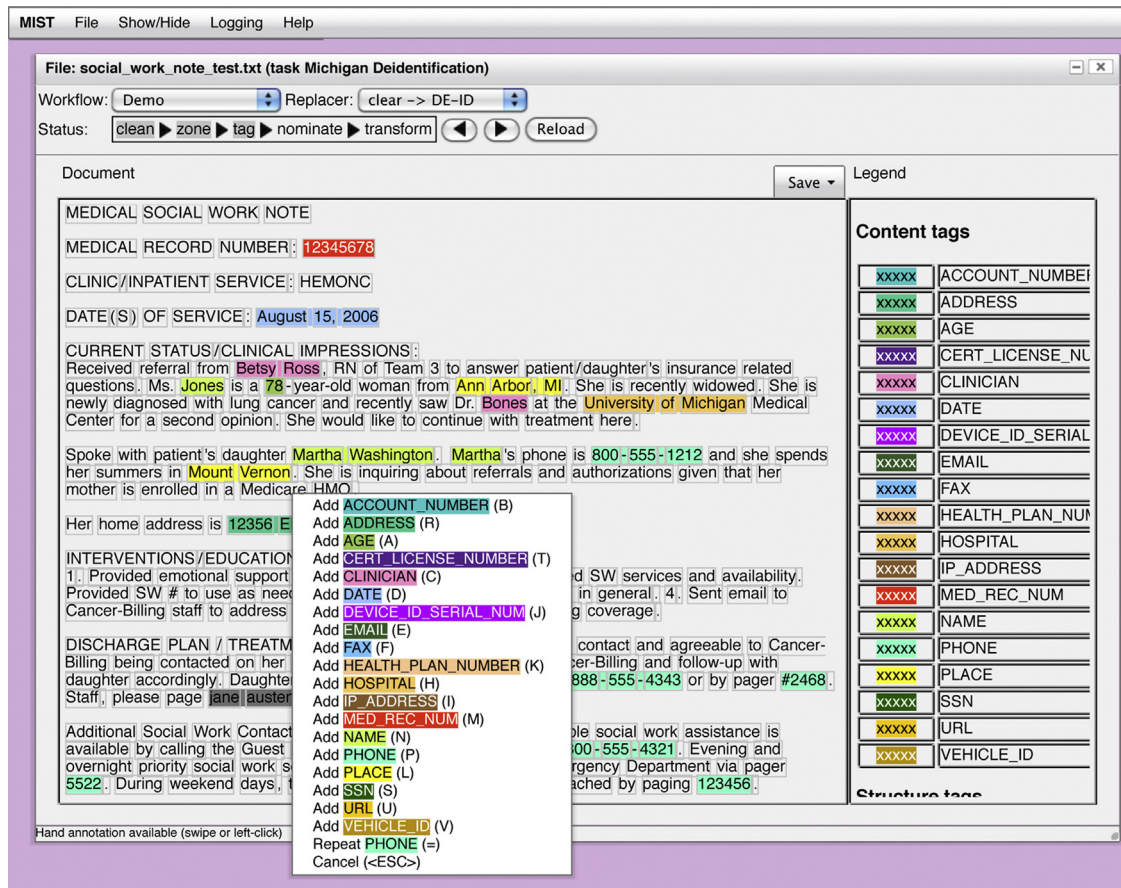 MIST File Show/Hide Logging Help
File: social_work_note_test.txt (task Michigan Deidentification)
Workflow: Demo Replacer: clear -> DE-ID
Status: clean ▶ zone ▶ tag ▶ nominate ▶ transform Reload
Document
Save
Legend
MEDICAL SOCIAL WORK NOTE
MEDICAL RECORD NUMBER: 12345678
CLINIC/INPATIENT SERVICE: HEMONC
DATE(S) OF SERVICE: August 15, 2006
CURRENT STATUS/CLINICAL IMPRESSIONS:
Received referral from Betsy Ross, RN of Team 3 to answer patient/daughter's insurance related
questions. Ms. Jones is a 78-year-old woman from Ann Arbor, MI. She is recently widowed. She is
newly diagnosed with lung cancer and recently saw Dr. Bones at the University of Michigan Medical
Center for a second opinion. She would like to continue with treatment here.
Spoke with patient's daughter Martha Washington. Martha's phone is 800-555-1212 and she spends
her summers in Mount Vernon. She is inquiring about referrals and authorizations given that her
mother is enrolled in a Medicare HMO
Her home address is 12356 E
INTERVENTIONS/EDUCATION
1. Provided emotional support d SW services and availability.
Provided SW # to use as need in general. 4. Sent email to
Cancer-Billing staff to address g coverage.
DISCHARGE PLAN / TREATM contact and agreeable to Cancer-
Billing being contacted on her cer-Billing and follow-up with
daughter accordingly. Daughter 888-555-4343 or by pager #2468.
Staff, please page jane austen
Additional Social Work Contact ble social work assistance is
available by calling the Guest 00-555-4321. Evening and
overnight priority social work s rgency Department via pager
5522. During weekend days, t ached by paging 123456.
Add ACCOUNT_NUMBER (B)
Add ADDRESS (R)
Add AGE (A)
Add CERT_LICENSE_NUMBER (T)
Add CLINICIAN (C)
Add DATE (D)
Add DEVICE_ID_SERIAL_NUM (J)
Add EMAIL (E)
Add FAX (F)
Add HEALTH_PLAN_NUMBER (K)
Add HOSPITAL (H)
Add IP_ADDRESS (I)
Add MED_REC_NUM (M)
Add NAME (N)
Add PHONE (P)
Add PLACE (L)
Add SSN (S)
Add URL (U)
Add VEHICLE_ID (V)
Repeat PHONE (=)
Cancel (<ESC>)
Content tags
xxxxx ACCOUNT_NUMBER
xxxxx ADDRESS
xxxxx AGE
xxxxx CERT_LICENSE_NU
xxxxx CLINICIAN
xxxxx DATE
xxxxx DEVICE_ID_SERIAL
xxxxx EMAIL
xxxxx FAX
xxxxx HEALTH_PLAN_NUM
xxxxx HOSPITAL
xxxxx IP_ADDRESS
xxxxx MED_REC_NUM
xxxxx NAME
xxxxx PHONE
xxxxx PLACE
xxxxx SSN
xxxxx URL
xxxxx VEHICLE_ID
Structure tags
Hand annotation available (swipe or left-click)